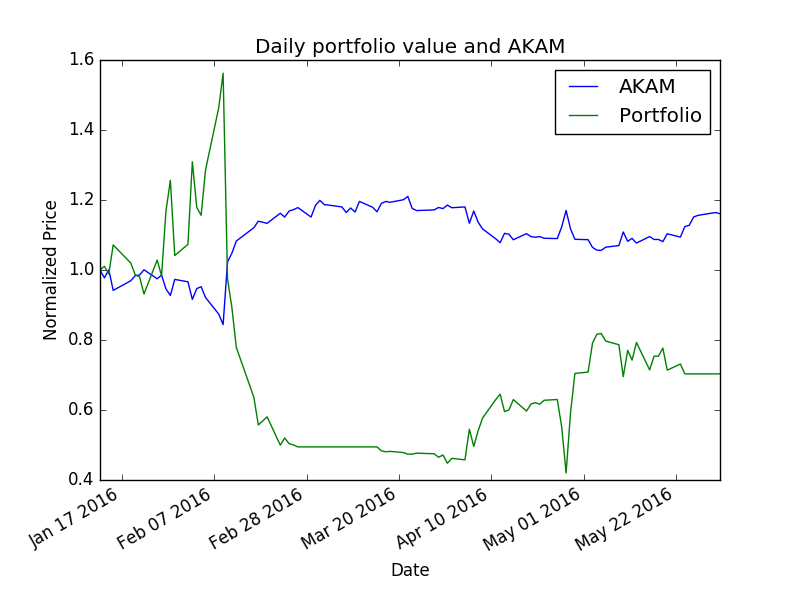 Daily portfolio value and AKAM
1.6
1.4
1.2
1.0
0.8
0.6
0.4
Normalized Price
AKAM
Portfolio
Jan 17 2016
Feb 07 2016
Feb 28 2016
Mar 20 2016
Apr 10 2016
May 01 2016
May 22 2016
Date